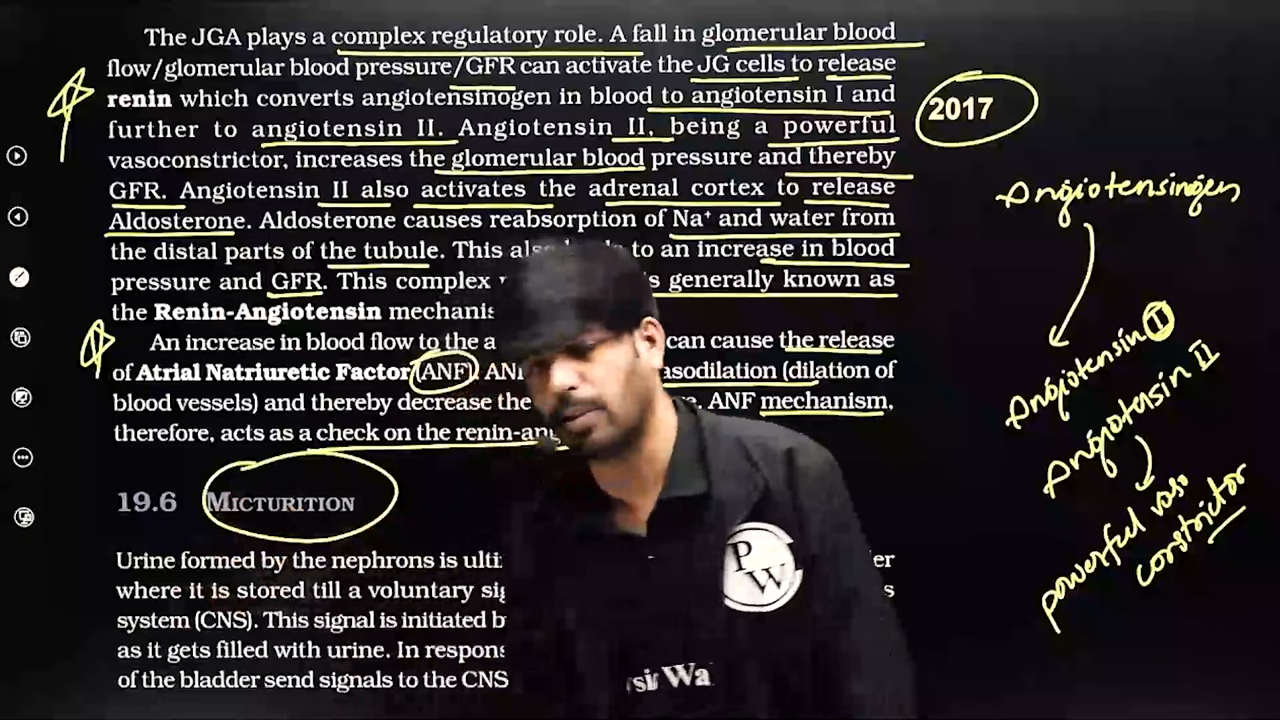 The JGA plays a complex regulatory role. A fall in glomerular blood
flow/glomerular blood pressure/GFR can activate the JG cells to release
renin which converts angiotensinogen in blood to angiotensin I and
further to angiotensin II. Angiotensin II, being a powerful
vasoconstrictor, increases the glomerular blood pressure and thereby
GFR. Angiotensin II also activates the adrenal cortex to release
Aldosterone. Aldosterone causes reabsorption of Na⁺ and water from
the distal parts of the tubule. This also to an increase in blood
pressure and GFR. This complex generally known as
the Renin-Angiotensin
An increase in blood flow to the can cause the release
of Atrial Natriuretic Factor (ANF). (dilation of
blood vessels) and thereby decrease the ANF mechanism,
therefore, acts as a check on the
19.6 MICTURITION
Urine formed by the nephrons is
where it is stored till a voluntary
system (CNS). This signal is initiated
as it gets filled with urine. In
of the bladder send signals to the CNS
2017
Angiotensinogen
Angiotensin I
Angiotensin II
powerful vaso
constrictor
PW